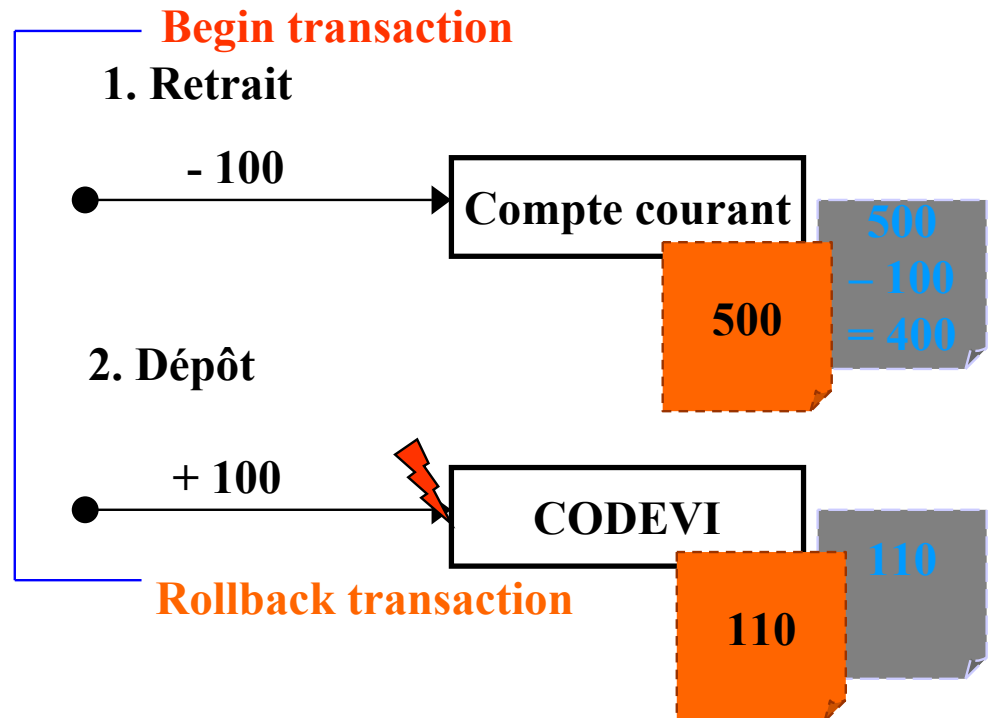 Begin transaction
1. Retrait
- 100
Compte courant
500
– 100
= 400
500
2. Dépôt
+ 100
CODEVI
110
Rollback transaction
110